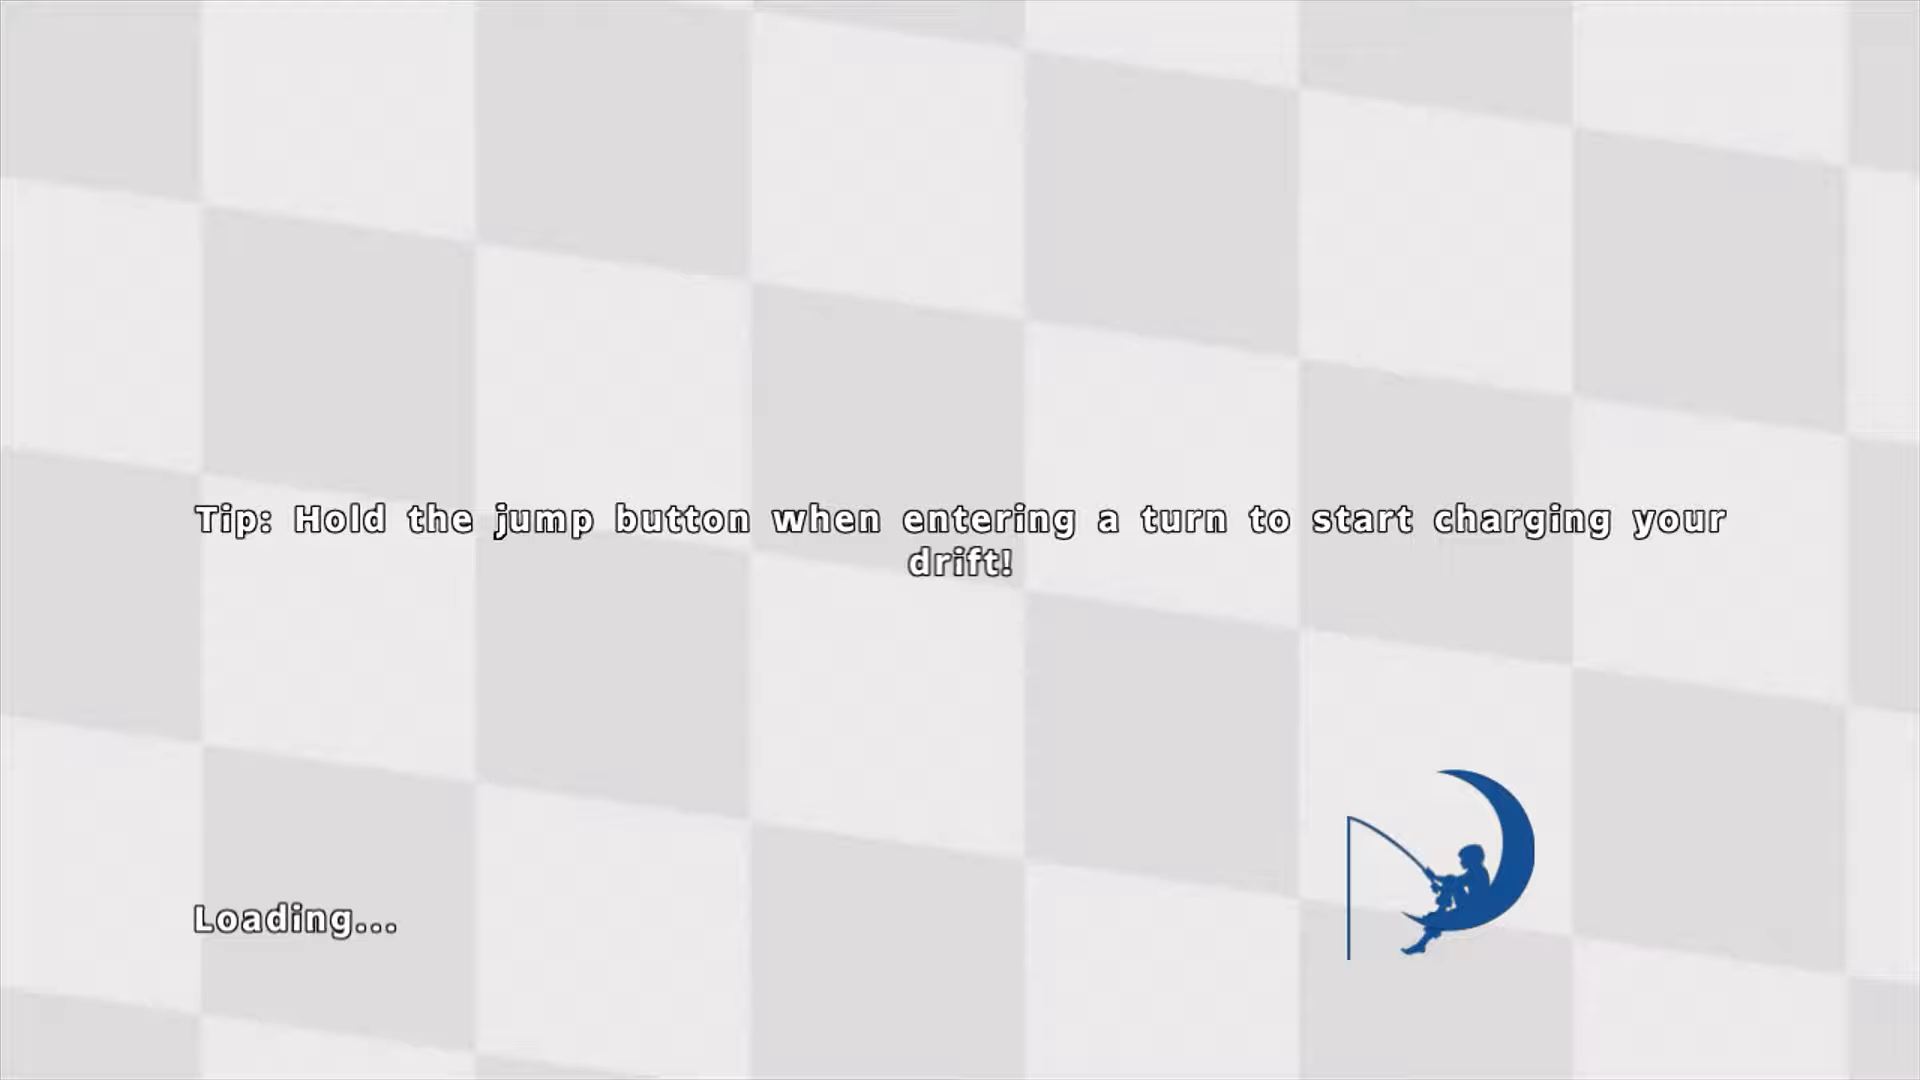 Tip: Hold the jump button when entering a turn to start charging your
drift!
Loading...